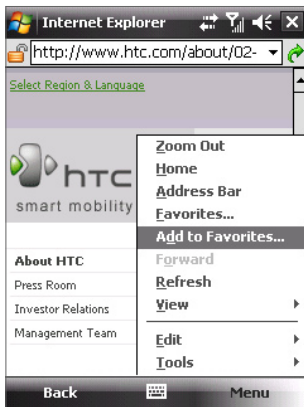 Internet Explorer
http://www.htc.com/about/02-
Select Region & Language
htc
smart mobility
Zoom Out
Home
Address Bar
Favorites...
Add to Favorites...
Forward
Refresh
View
Edit
Tools
About HTC
Press Room
Investor Relations
Management Team
Back
Menu